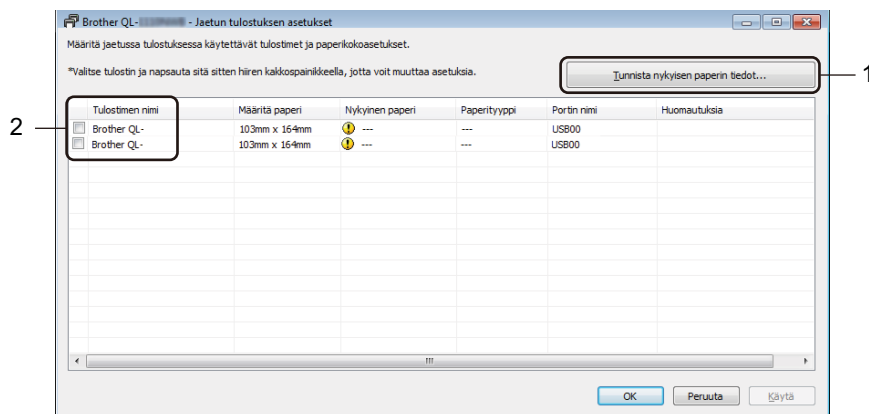 Brother QL- - Jaetun tulostuksen asetukset
Määritä jaetussa tulostuksessa käytettävät tulostimet ja paperikokoasetukset.
*Valitse tulostin ja napsauta sitä sitten hiiren kakkospainikkeella, jotta voit muuttaa asetuksia.
Tunnista nykyisen paperin tiedot...
1
2
Tulostimen nimi Määritä paperi Nykyinen paperi Paperityyppi Portin nimi Huomautuksia
Brother QL- 103mm x 164mm --- --- USB00
Brother QL- 103mm x 164mm --- --- USB00
OK Peruuta Käytä